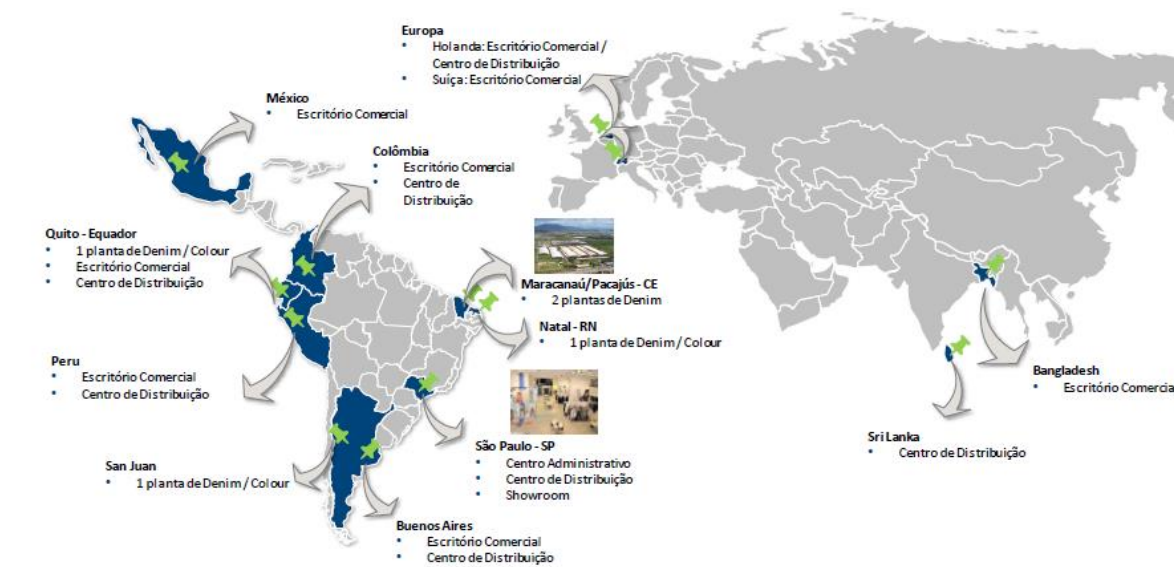 Europa
• Holanda: Escritório Comercial /
Centro de Distribuição
• Suíça: Escritório Comercial
México
• Escritório Comercial
Colômbia
• Escritório Comercial
• Centro de
Distribuição
Quito - Equador
• 1 planta de Denim / Colour
• Escritório Comercial
• Centro de Distribuição
Maracanaú/Pacajús - CE
• 2 plantas de Denim
Natal - RN
• 1 planta de Denim / Colour
Peru
• Escritório Comercial
• Centro de Distribuição
Bangladesh
• Escritório Comercia
Sri Lanka
• Centro de Distribuição
São Paulo - SP
• Centro Administrativo
• Centro de Distribuição
• Showroom
San Juan
• 1 planta de Denim / Colour
Buenos Aires
• Escritório Comercial
• Centro de Distribuição